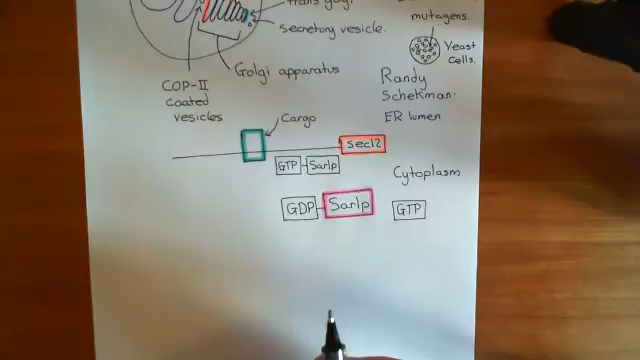 trans golgi
secretory vesicle.
Golgi apparatus
COP-II
coated
vesicles
mutagens.
Yeast
cells.
Randy
Schekman.
ER lumen
Cargo
sec12
GTP
Sar1p
Cytoplasm
GDP
Sar1p
GTP